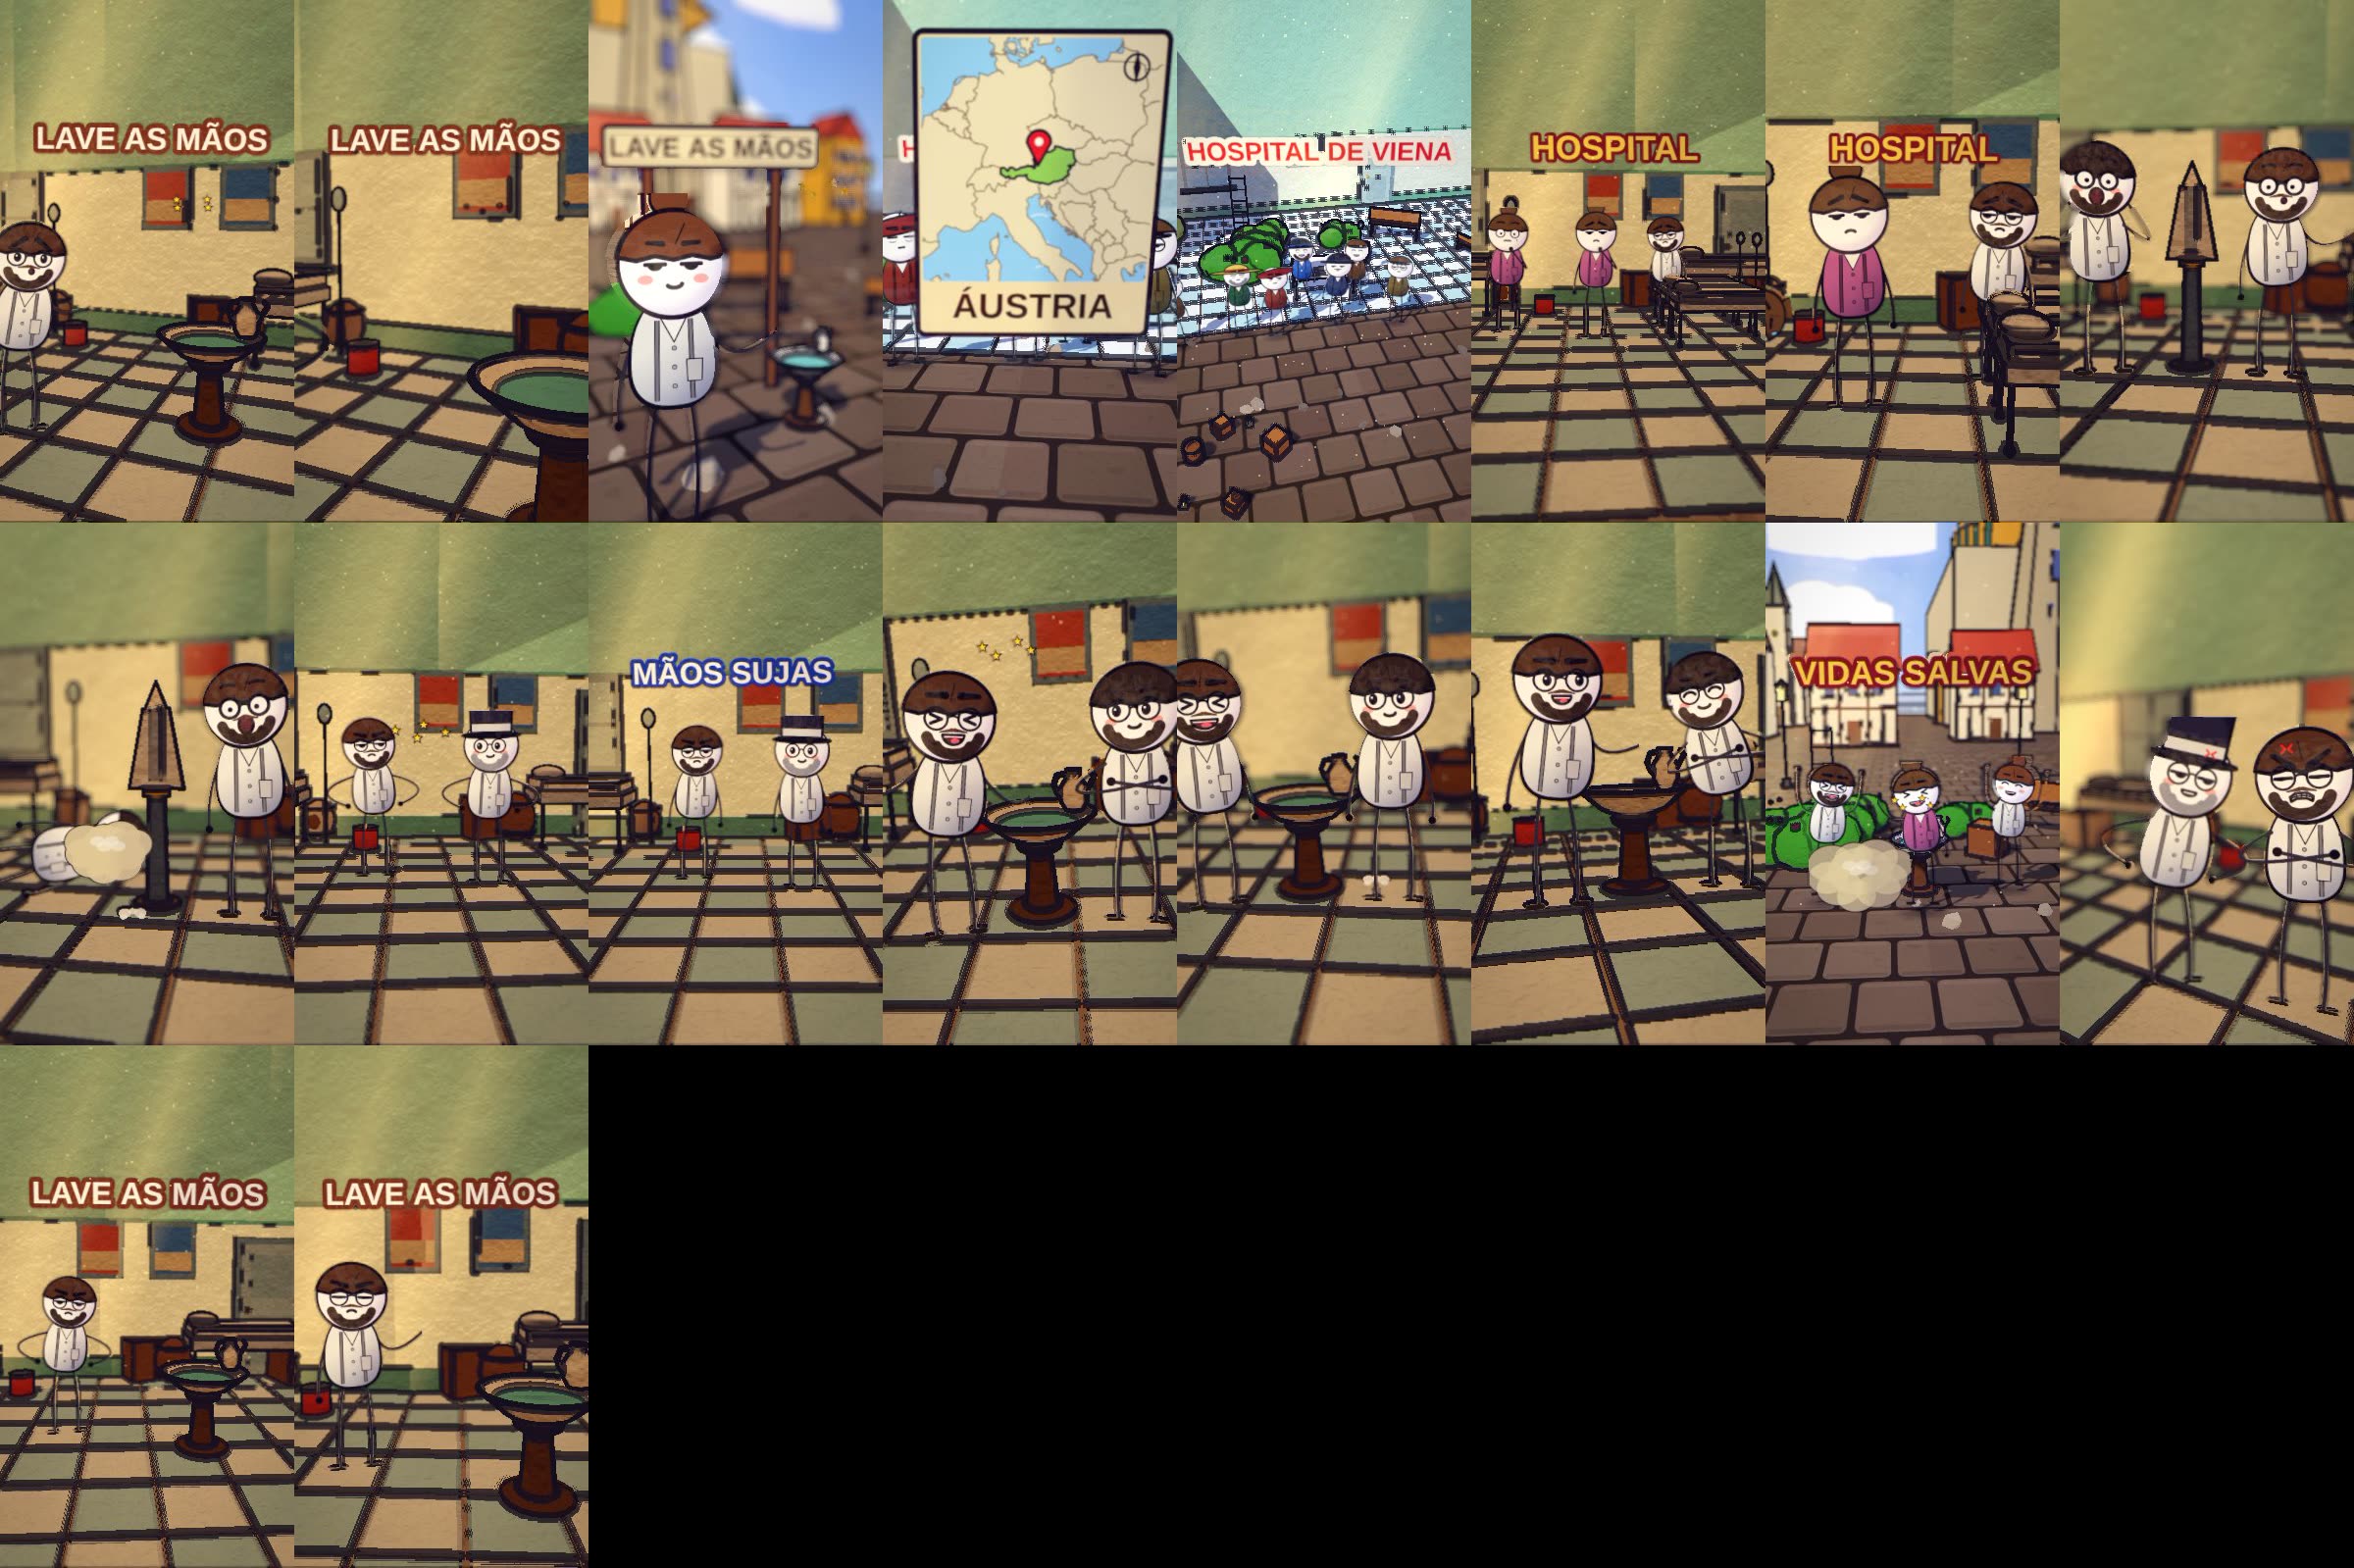 LAVE AS MÃOS
LAVE AS MÃOS
LAVE AS MÃOS
H
ÁUSTRIA
HOSPITAL DE VIENA
HOSPITAL
HOSPITAL
MÃOS SUJAS
VIDAS SALVAS
LAVE AS MÃOS
LAVE AS MÃOS